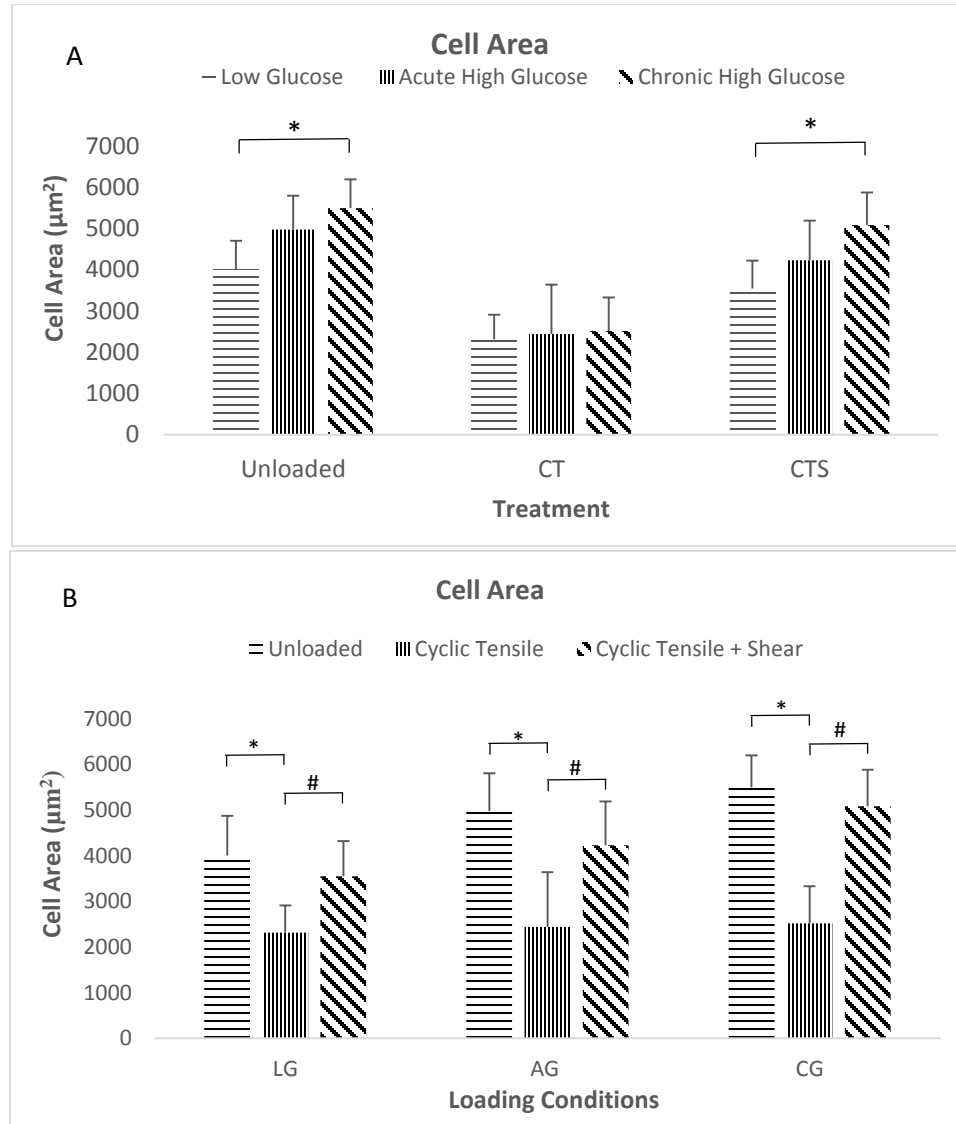 A
Cell Area
Low Glucose Acute High Glucose Chronic High Glucose
* *
7000
6000
5000
4000
3000
2000
1000
0
Cell Area (µm²)
Unloaded CT CTS
Treatment
B
Cell Area
Unloaded Cyclic Tensile Cyclic Tensile + Shear
7000
6000
5000
4000
3000
2000
1000
0
Cell Area (µm²)
* # * # * #
LG AG CG
Loading Conditions